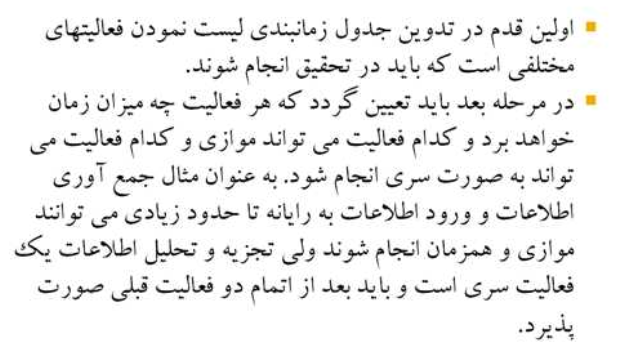 ▪ اولین قدم در تدوین جدول زمانبندی لیست نمودن فعالیتهای
مختلفی است که باید در تحقیق انجام شوند.
▪ در مرحله بعد باید تعیین گردد که هر فعالیت چه میزان زمان
خواهد برد و کدام فعالیت می تواند موازی و کدام فعالیت می
تواند به صورت سری انجام شود. به عنوان مثال جمع آوری
اطلاعات و ورود اطلاعات به رایانه تا حدود زیادی می توانند
موازی و همزمان انجام شوند ولی تجزیه و تحلیل اطلاعات یک
فعالیت سری است و باید بعد از اتمام دو فعالیت قبلی صورت
پذیرد.